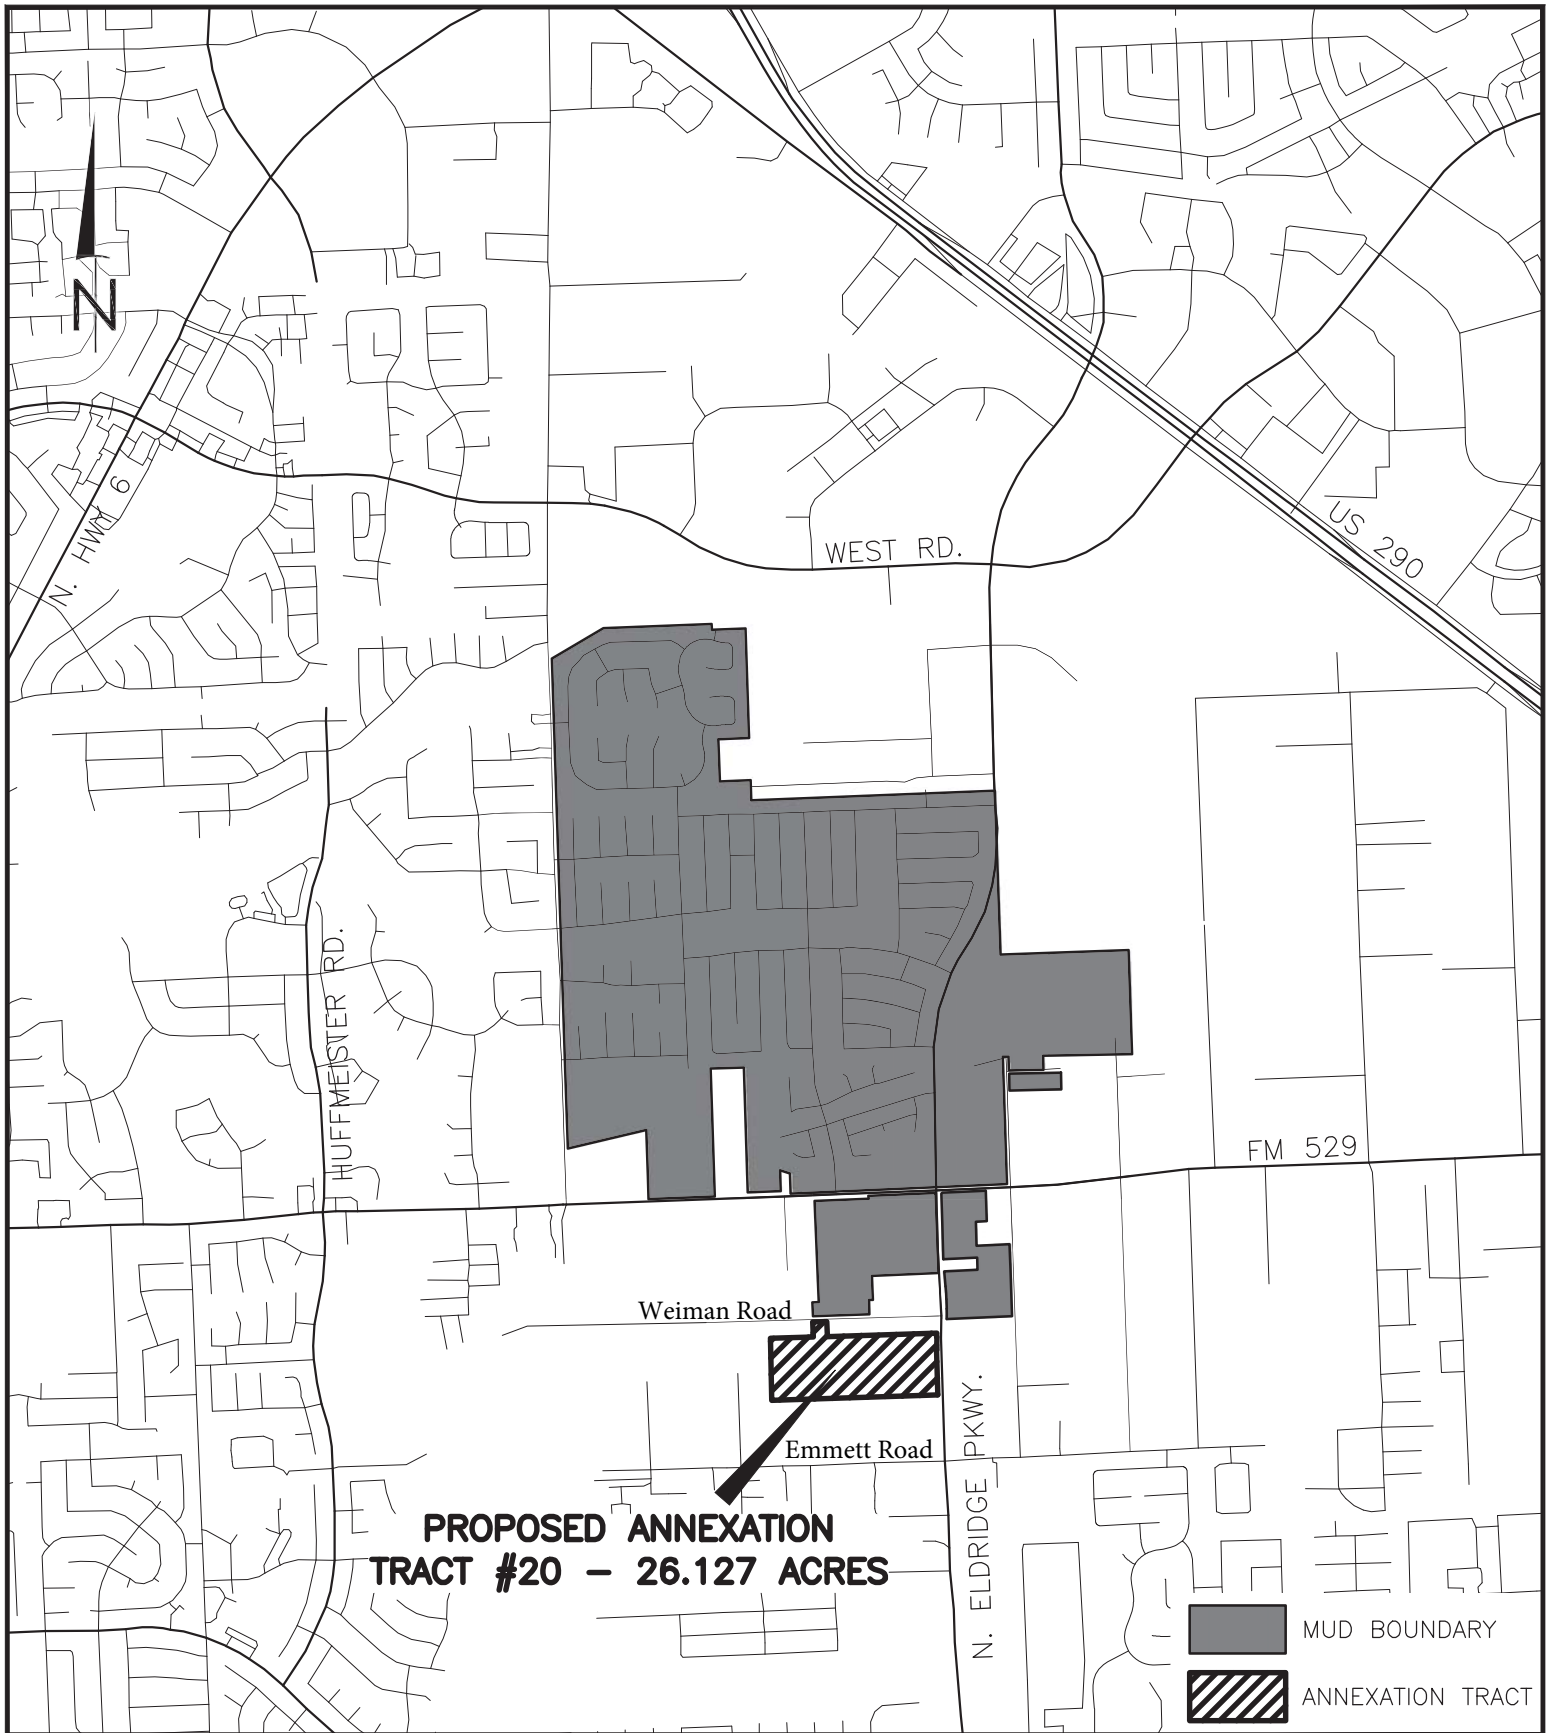 N
N. HWY 6
WEST RD.
US 290
HUFFMEISTER RD.
FM 529
Weiman Road
N. ELDRIDGE PKWY.
Emmett Road
PROPOSED ANNEXATION
TRACT #20 – 26.127 ACRES
MUD BOUNDARY
ANNEXATION TRACT